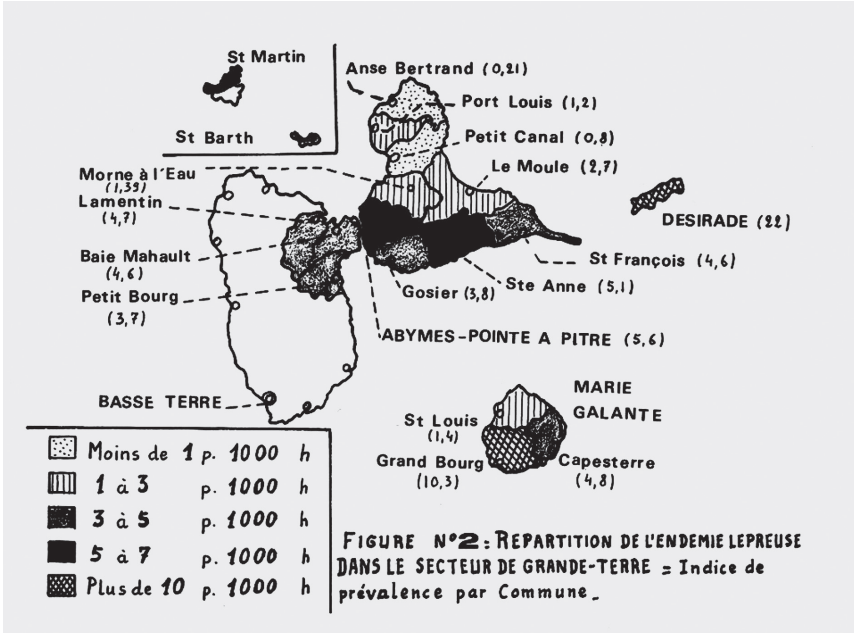 St Martin
St Barth
Anse Bertrand (0,21)
Port Louis (1,2)
Petit Canal (0,8)
Le Moule (2,7)
Morne à l'Eau
(1,39)
Lamentin
(4,7)
DESIRADE (22)
Baie Mahault
(4,6)
St François (4,6)
Petit Bourg
(3,7)
Gosier (3,8)
Ste Anne (5,1)
ABYMES-POINTE A PITRE (5,6)
BASSE TERRE
MARIE
GALANTE
St Louis
(1,4)
Grand Bourg
(10,3)
Capesterre
(4,8)
Moins de 1 p. 1000 h
1 à 3 p. 1000 h
3 à 5 p. 1000 h
5 à 7 p. 1000 h
Plus de 10 p. 1000 h
FIGURE N°2: REPARTITION DE L'ENDEMIE LEPREUSE
DANS LE SECTEUR DE GRANDE-TERRE = Indice de
prévalence par Commune_